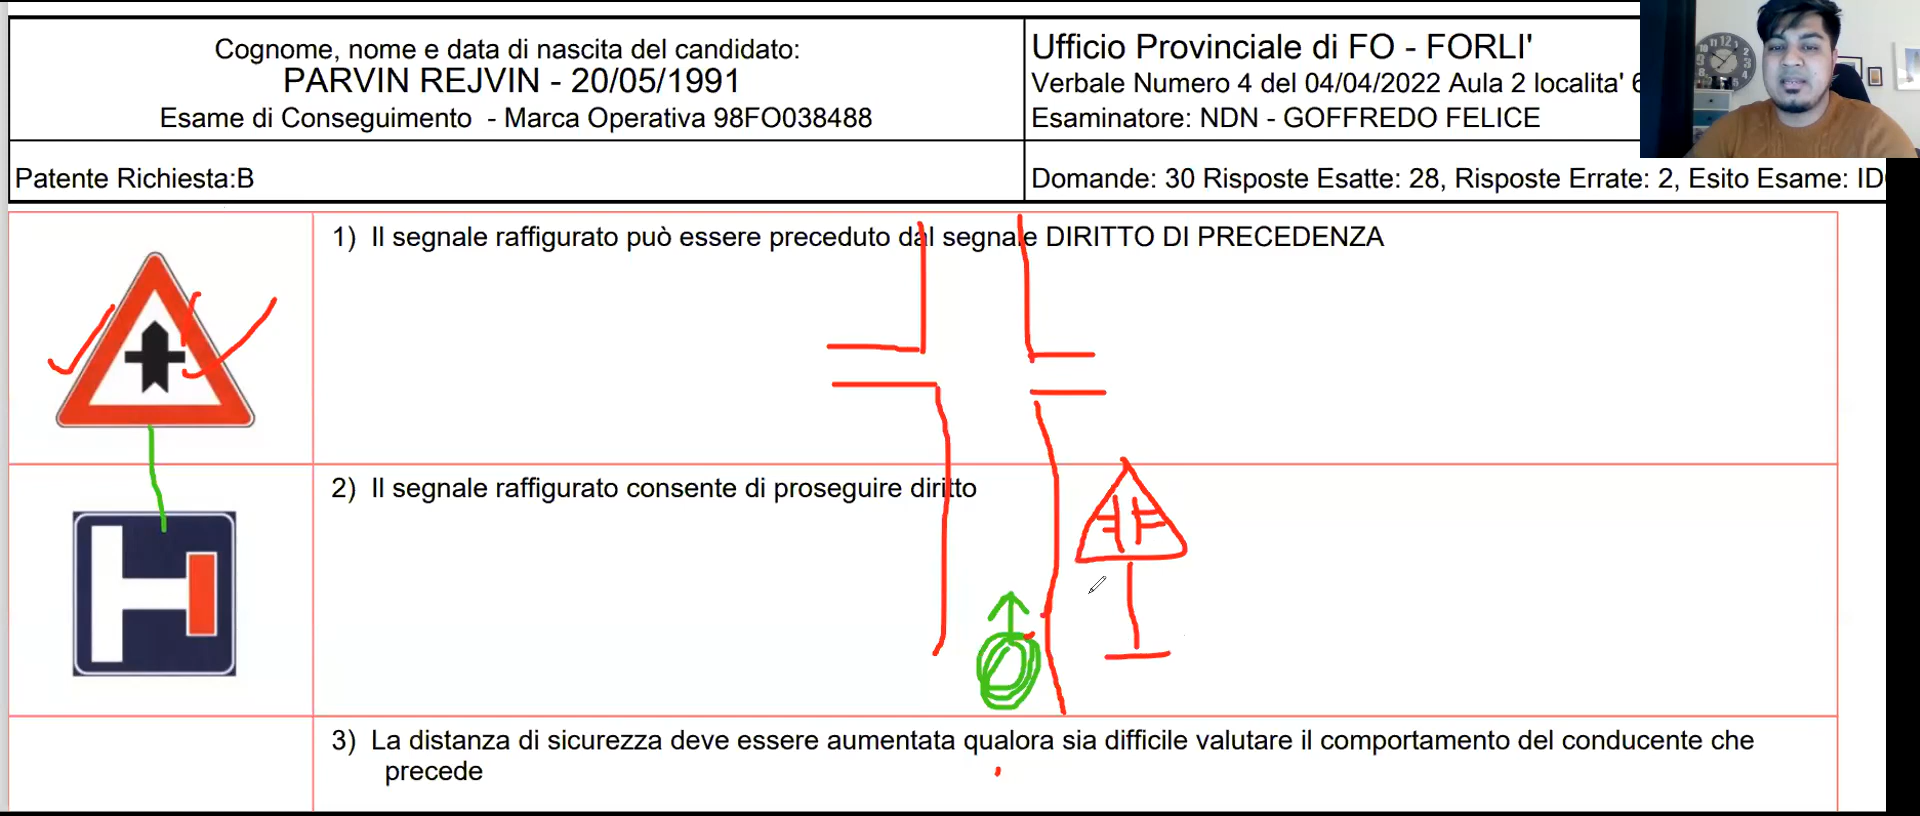 Cognome, nome e data di nascita del candidato:
PARVIN REJVIN - 20/05/1991
Esame di Conseguimento - Marca Operativa 98FO038488
Ufficio Provinciale di FO - FORLI'
Verbale Numero 4 del 04/04/2022 Aula 2 localita' 6
Esaminatore: NDN - GOFFREDO FELICE
Patente Richiesta:B
Domande: 30 Risposte Esatte: 28, Risposte Errate: 2, Esito Esame: ID
1) Il segnale raffigurato può essere preceduto dal segnale DIRITTO DI PRECEDENZA
2) Il segnale raffigurato consente di proseguire diritto
3) La distanza di sicurezza deve essere aumentata qualora sia difficile valutare il comportamento del conducente che
precede